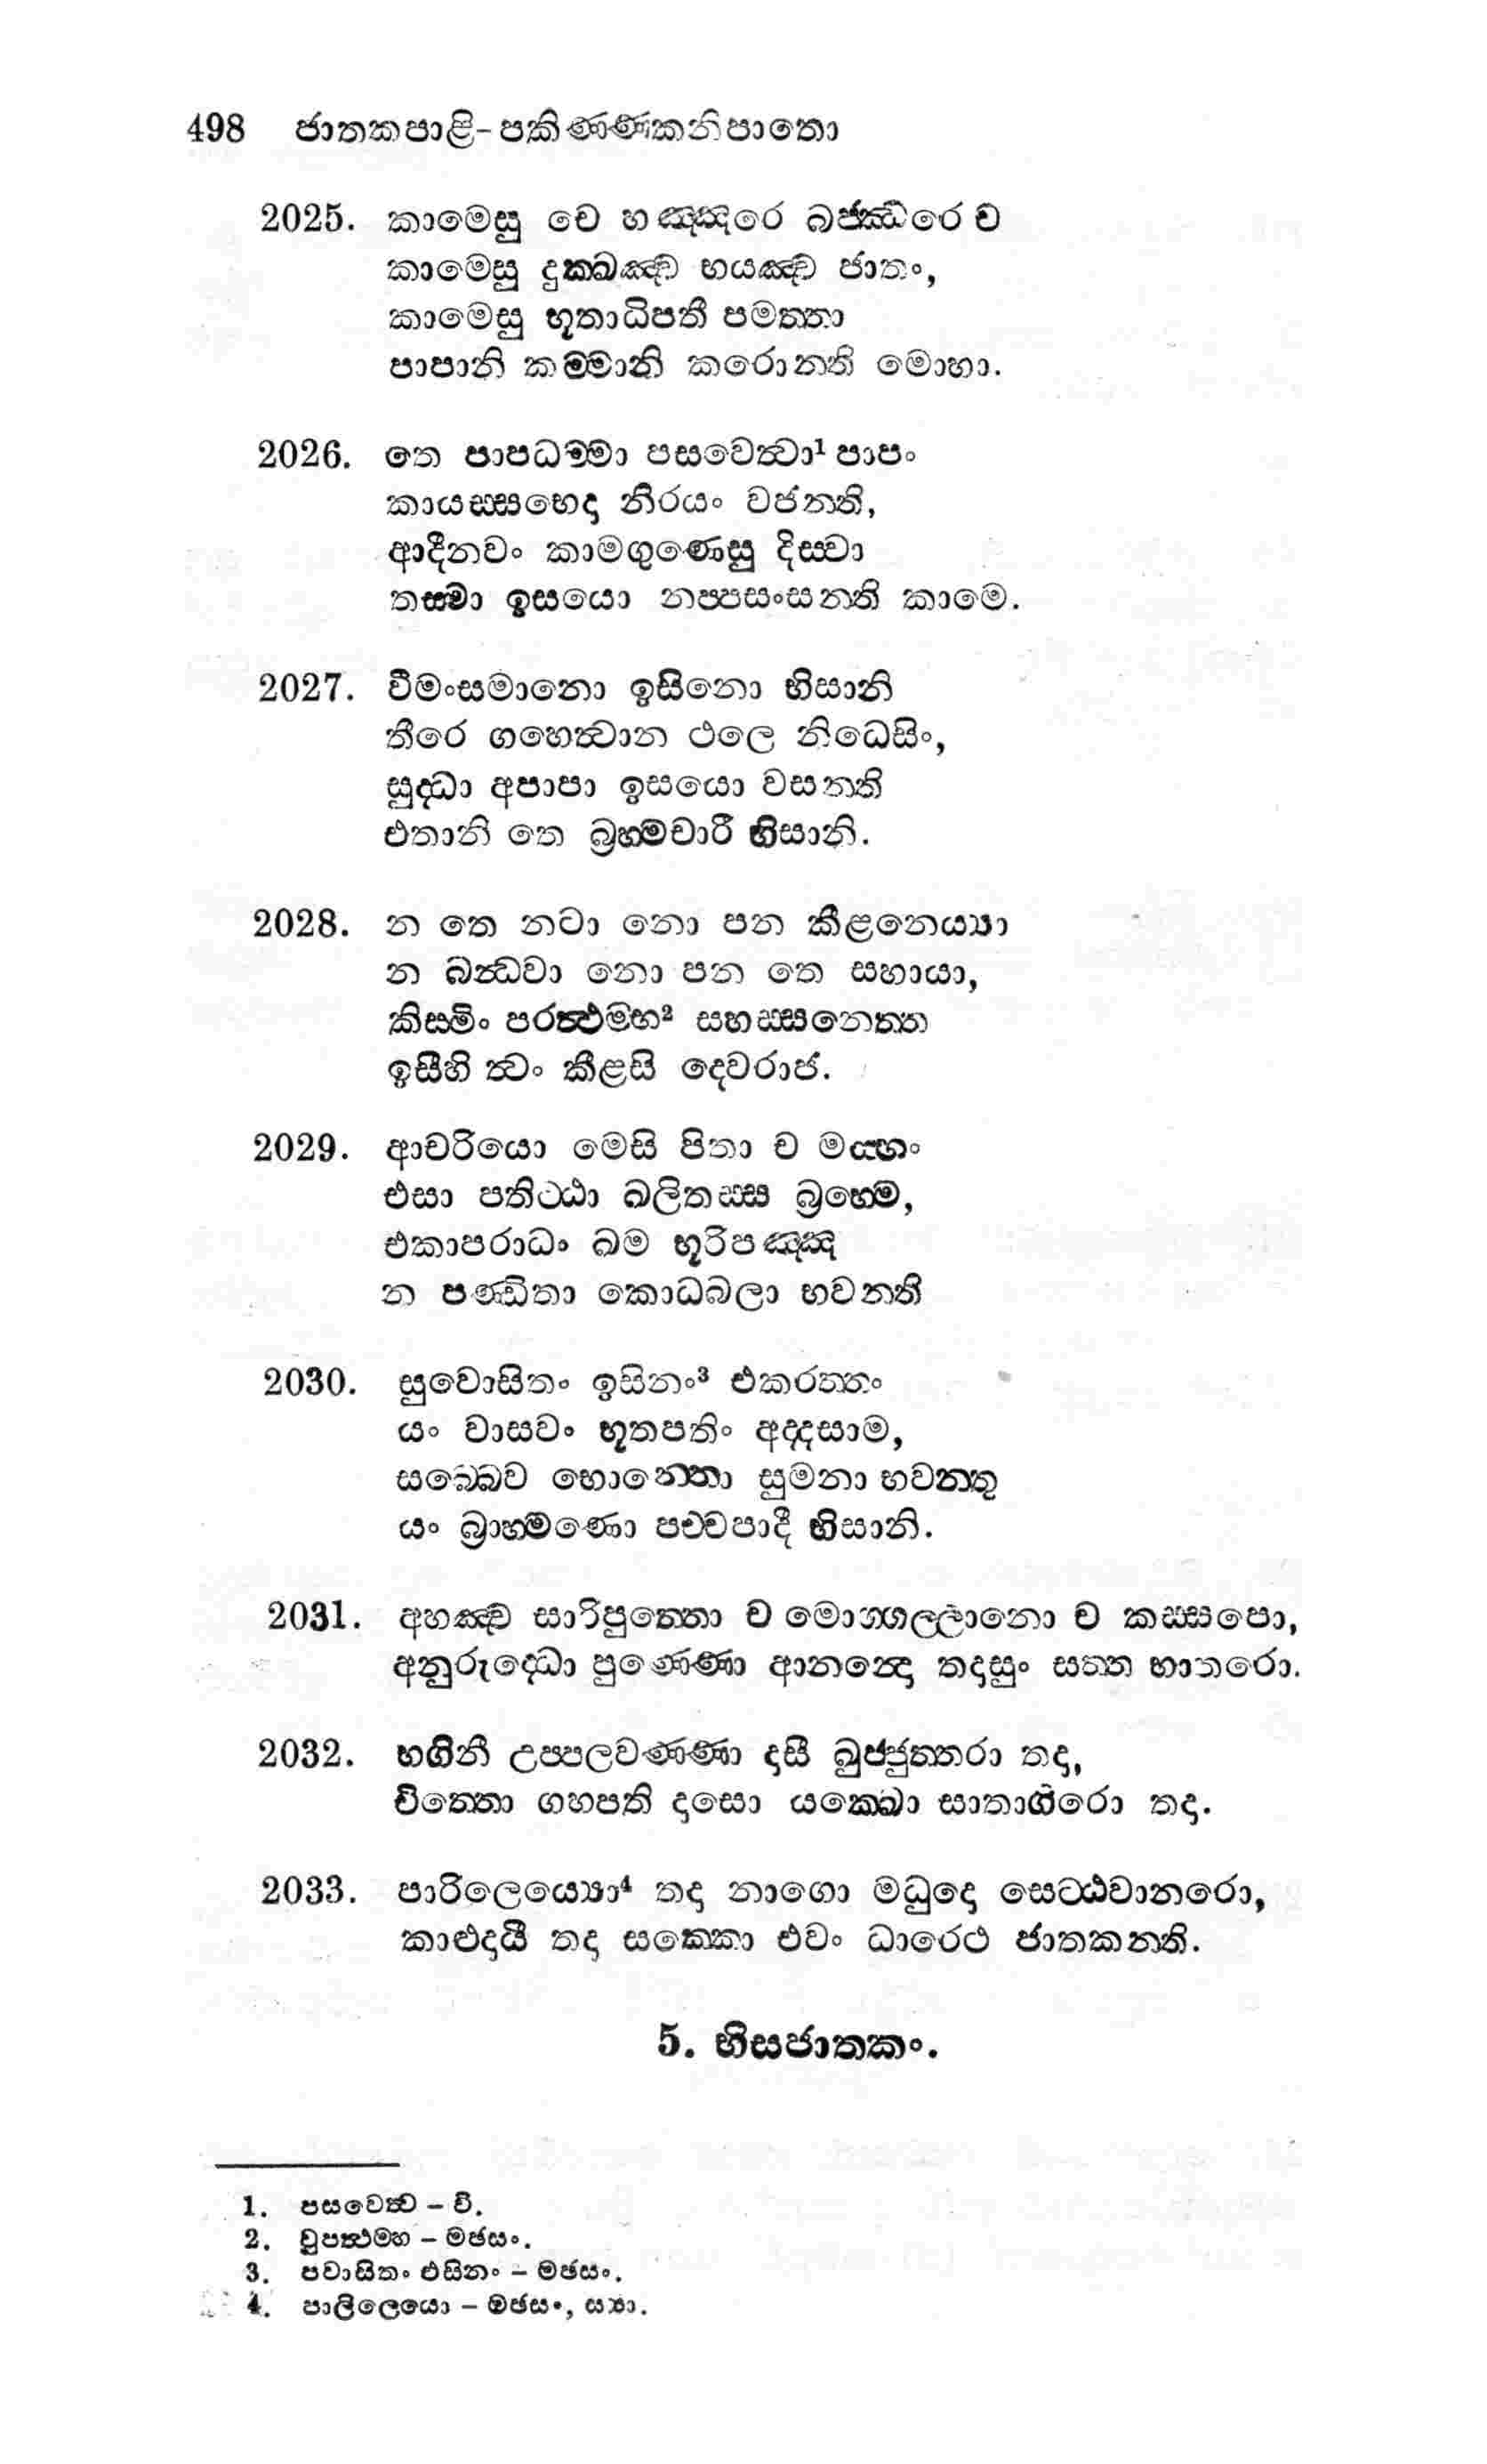 498 ජාතකපාළි-පකිණ්ණකනිපාතො
2025. කාමෙසු චෙ හඤ්ඤරෙ බජ්ඣරෙ ච
කාමෙසු දුක්ඛඤ්ච භයඤ්ච ජාතං,
කාමෙසු භූතාධිපතී පමත්තා
පාපානි කම්මානි කරොන්ති මොහා.
2026. තෙ පාපධම්මා පසවෙත්වා¹ පාපං
කායස්සභෙදා නිරයං වජන්ති,
ආදීනවං කාමගුණෙසු දිස්වා
තස්මා ඉසයො නප්පසංසන්ති කාමෙ.
2027. වීමංසමානො ඉසිනො භිසානි
තීරෙ ගහෙත්වාන ථලෙ නිධෙසිං,
සුද්ධා අපාපා ඉසයො වසන්ති
එතානි තෙ බ්‍රහ්මචාරී භිසානි.
2028. න තෙ නටා නො පන කීළනෙය්‍යා
න බන්ධවා නො පන තෙ සහායා,
කිස්මිං පරත්ථම්භ² සහස්සනෙත්ත
ඉසීහි ත්වං කීළසි දෙවරාජ.
2029. ආචරියො මෙසි පිතා ච මය්හං
එසා පතිට්ඨා ඛලිතස්ස බ්‍රහ්මෙ,
එකාපරාධං ඛම භූරිපඤ්ඤ
න පණ්ඩිතා කොධබලා භවන්ති
2030. සුවොසිතං ඉසිනං³ එකරත්තං
යං වාසවං භූතපතිං අද්දසාම,
සබ්බෙව භොන්තො සුමනා භවන්තු
යං බ්‍රාහ්මණො පච්චපාදී භිසානි.
2031. අහඤ්ච සාරිපුත්තො ච මොග්ගල්ලානො ච කස්සපො,
අනුරුද්ධො පුණ්ණො ආනන්දො තදාසුං සත්ත භාතරො.
2032. භගිනී උප්පලවණ්ණා දාසී ඛුජ්ජුත්තරා තදා,
චිත්තො ගහපති දාසො යක්ඛො සාතාගිරො තදා.
2033. පාරිලෙය්‍යො⁴ තදා නාගො මධුදො සෙට්ඨවානරො,
කාළුදායී තදා සක්කො එවං ධාරෙථ ජාතකන්ති.
5. භිසජාතකං.
1. පසවෙත්ව – වි.
2. වුපත්ථම්භ – මජසං.
3. පවාසිතං එසිනං – මජසං.
4. පාලිලෙයො – මජසං, ස්‍යා.